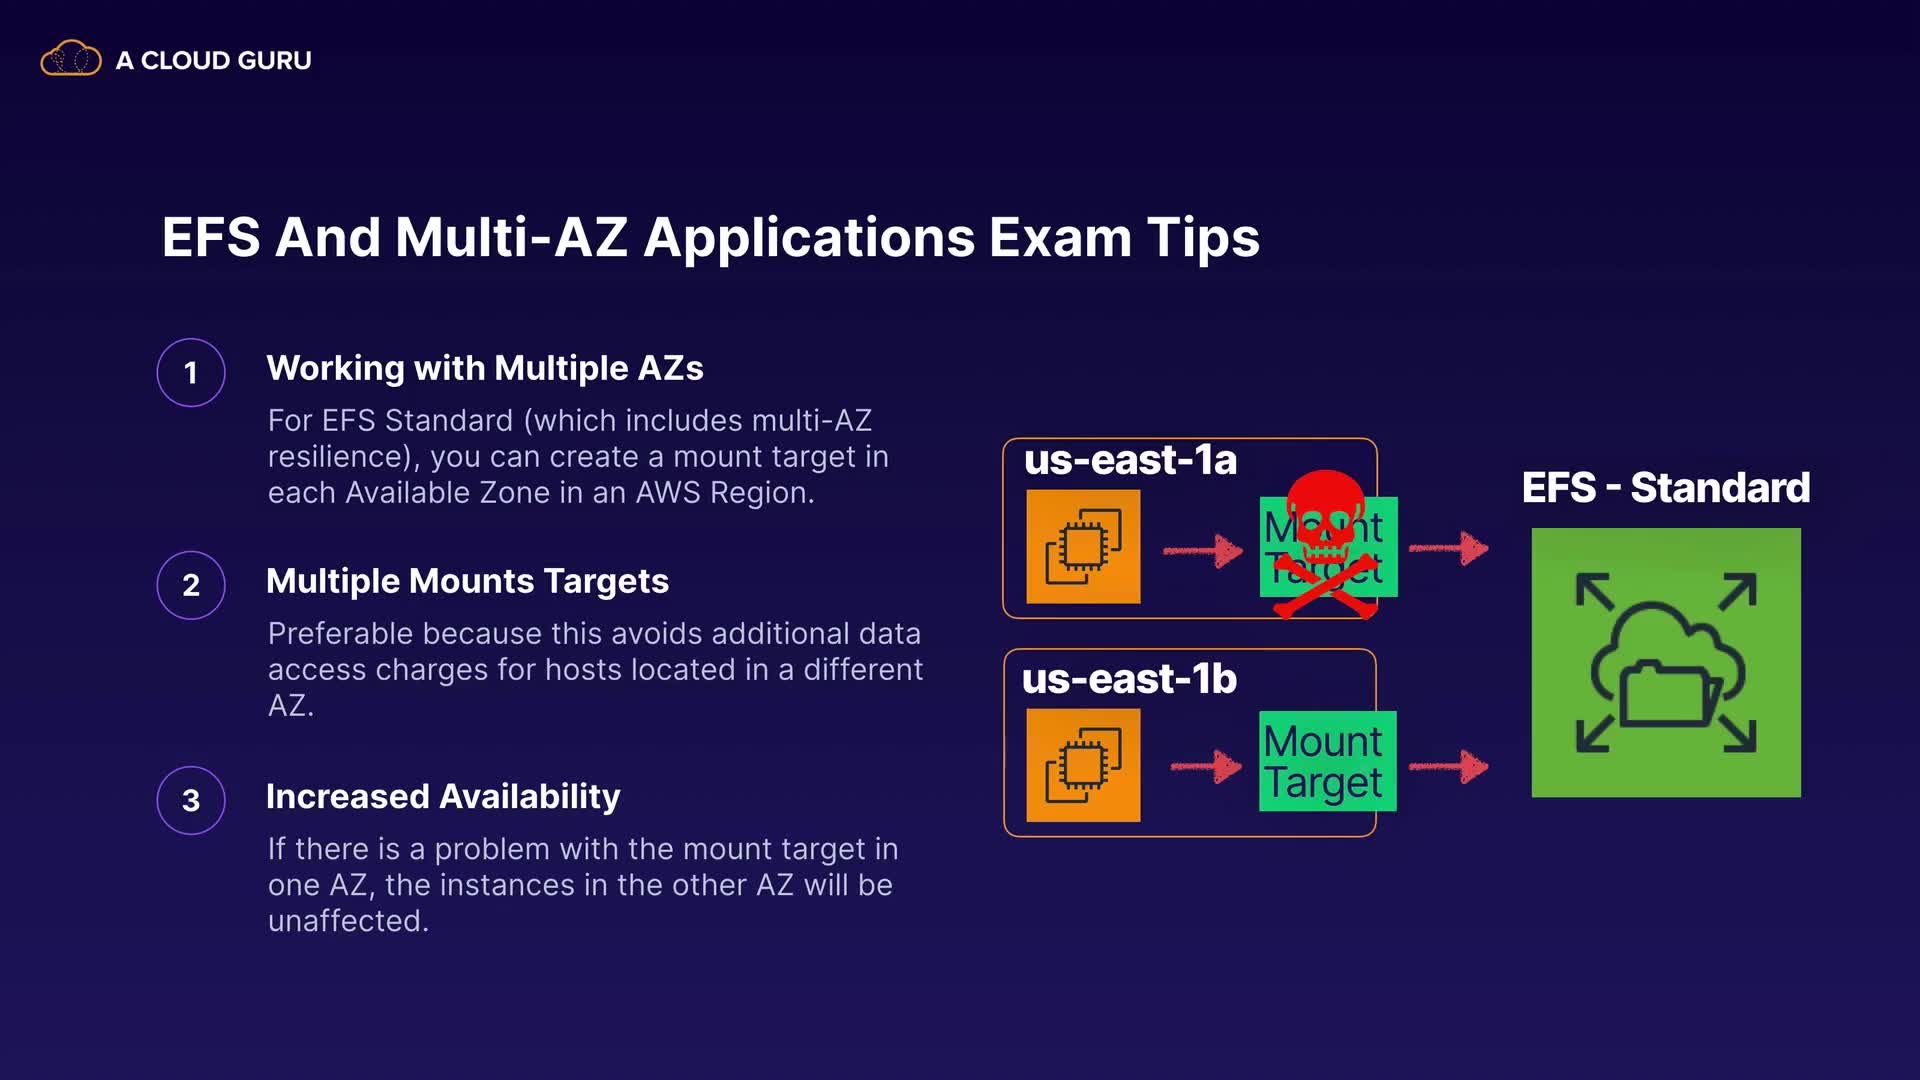 A CLOUD GURU
EFS And Multi-AZ Applications Exam Tips
1
Working with Multiple AZs
For EFS Standard (which includes multi-AZ
resilience), you can create a mount target in
each Available Zone in an AWS Region.
2
Multiple Mounts Targets
Preferable because this avoids additional data
access charges for hosts located in a different
AZ.
3
Increased Availability
If there is a problem with the mount target in
one AZ, the instances in the other AZ will be
unaffected.
us-east-1a
Mount
Target
us-east-1b
Mount
Target
EFS - Standard